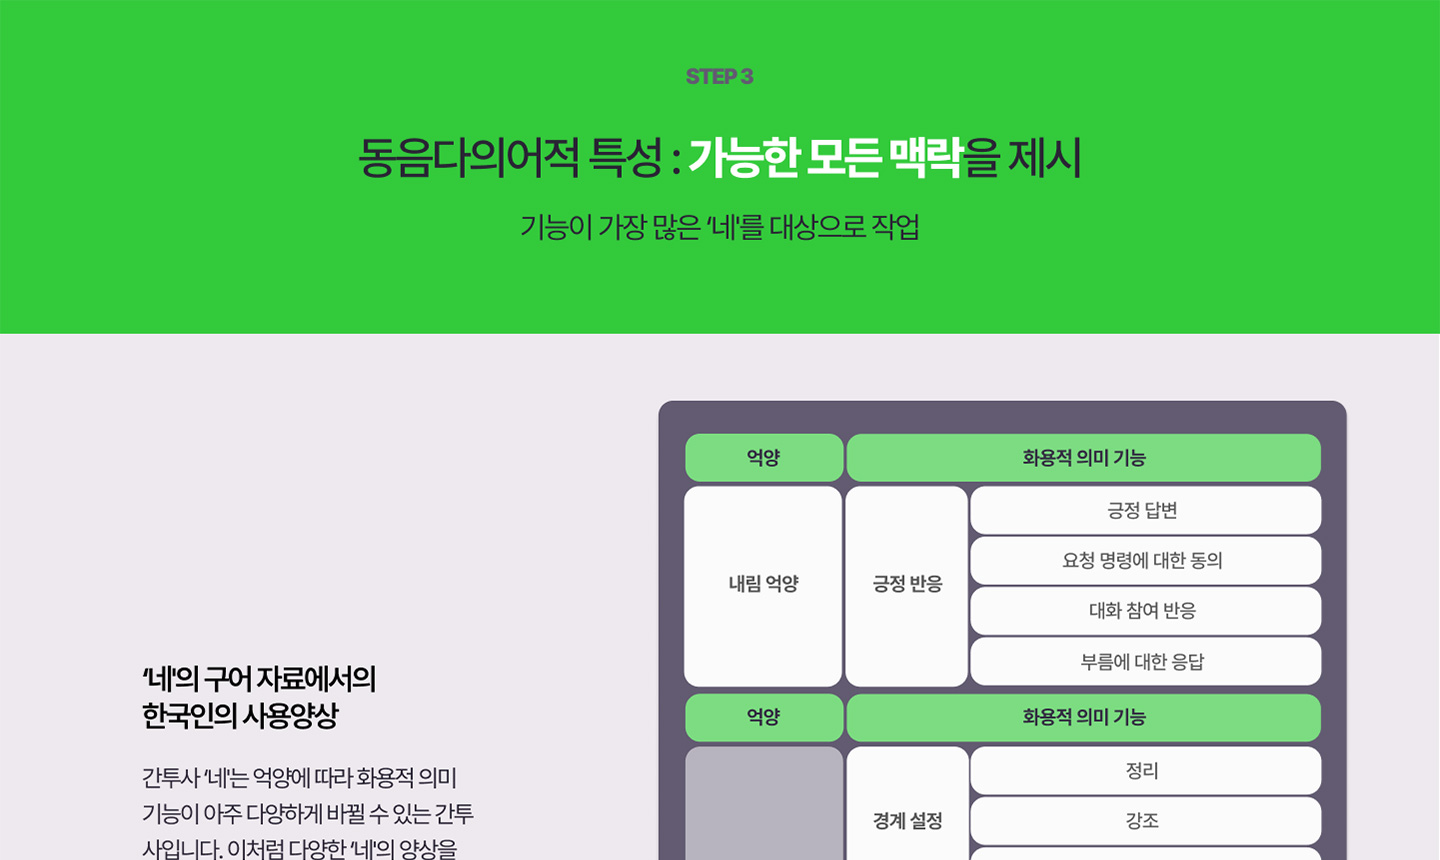 STEP 3
동음다의어적 특성 : 가능한 모든 맥락을 제시
기능이 가장 많은 ‘네'를 대상으로 작업
‘네'의 구어 자료에서의
한국인의 사용양상
간투사 ‘네'는 억양에 따라 화용적 의미
기능이 아주 다양하게 바뀔 수 있는 간투
사입니다. 이처럼 다양한 ‘네'의 양상을
억양
화용적 의미 기능
내림 억양
긍정 반응
긍정 답변
요청 명령에 대한 동의
대화 참여 반응
부름에 대한 응답
억양
화용적 의미 기능
경계 설정
정리
강조